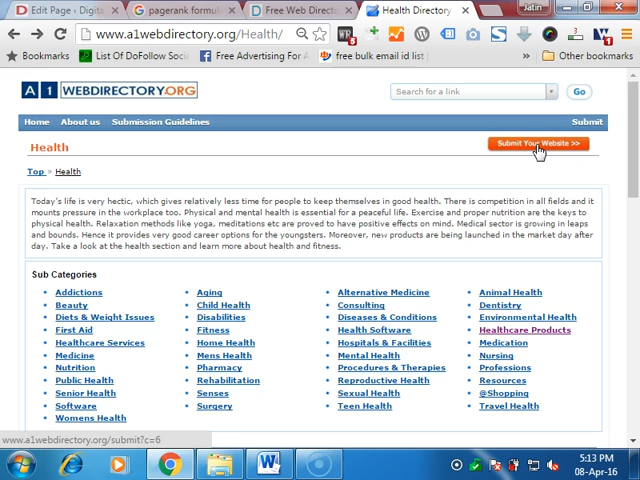 Edit Page ‹ Digita
pagerank formul
Free Web Direct
Health Directory
Jatin
www.a1webdirectory.org/Health/
Bookmarks
List Of DoFollow Soci
Free Advertising For
free bulk email id list
Other bookmarks
A 1 WEBDIRECTORY.ORG
Search for a link
Go
Home About us Submission Guidelines Submit
Health
Submit Your Website >>
Top » Health
Today's life is very hectic, which gives relatively less time for people to keep themselves in good health. There is competition in all fields and it
mounts pressure in the workplace too. Physical and mental health is essential for a peaceful life. Exercise and proper nutrition are the keys to
physical health. Relaxation methods like yoga, meditations etc are proved to have positive effects on mind. Medical sector is growing in leaps
and bounds. Hence it provides very good career options for the youngsters. Moreover, new products are being launched in the market day after
day. Take a look at the health section and learn more about health and fitness.
Sub Categories
Addictions Aging Alternative Medicine Animal Health
Beauty Child Health Consulting Dentistry
Diets & Weight Issues Disabilities Diseases & Conditions Environmental Health
First Aid Fitness Health Software Healthcare Products
Healthcare Services Home Health Hospitals & Facilities Medication
Medicine Mens Health Mental Health Nursing
Nutrition Pharmacy Procedures & Therapies Professions
Public Health Rehabilitation Reproductive Health Resources
Senior Health Senses Sexual Health @Shopping
Software Surgery Teen Health Travel Health
Womens Health
www.a1webdirectory.org/submit?c=6
5:13 PM
08-Apr-16